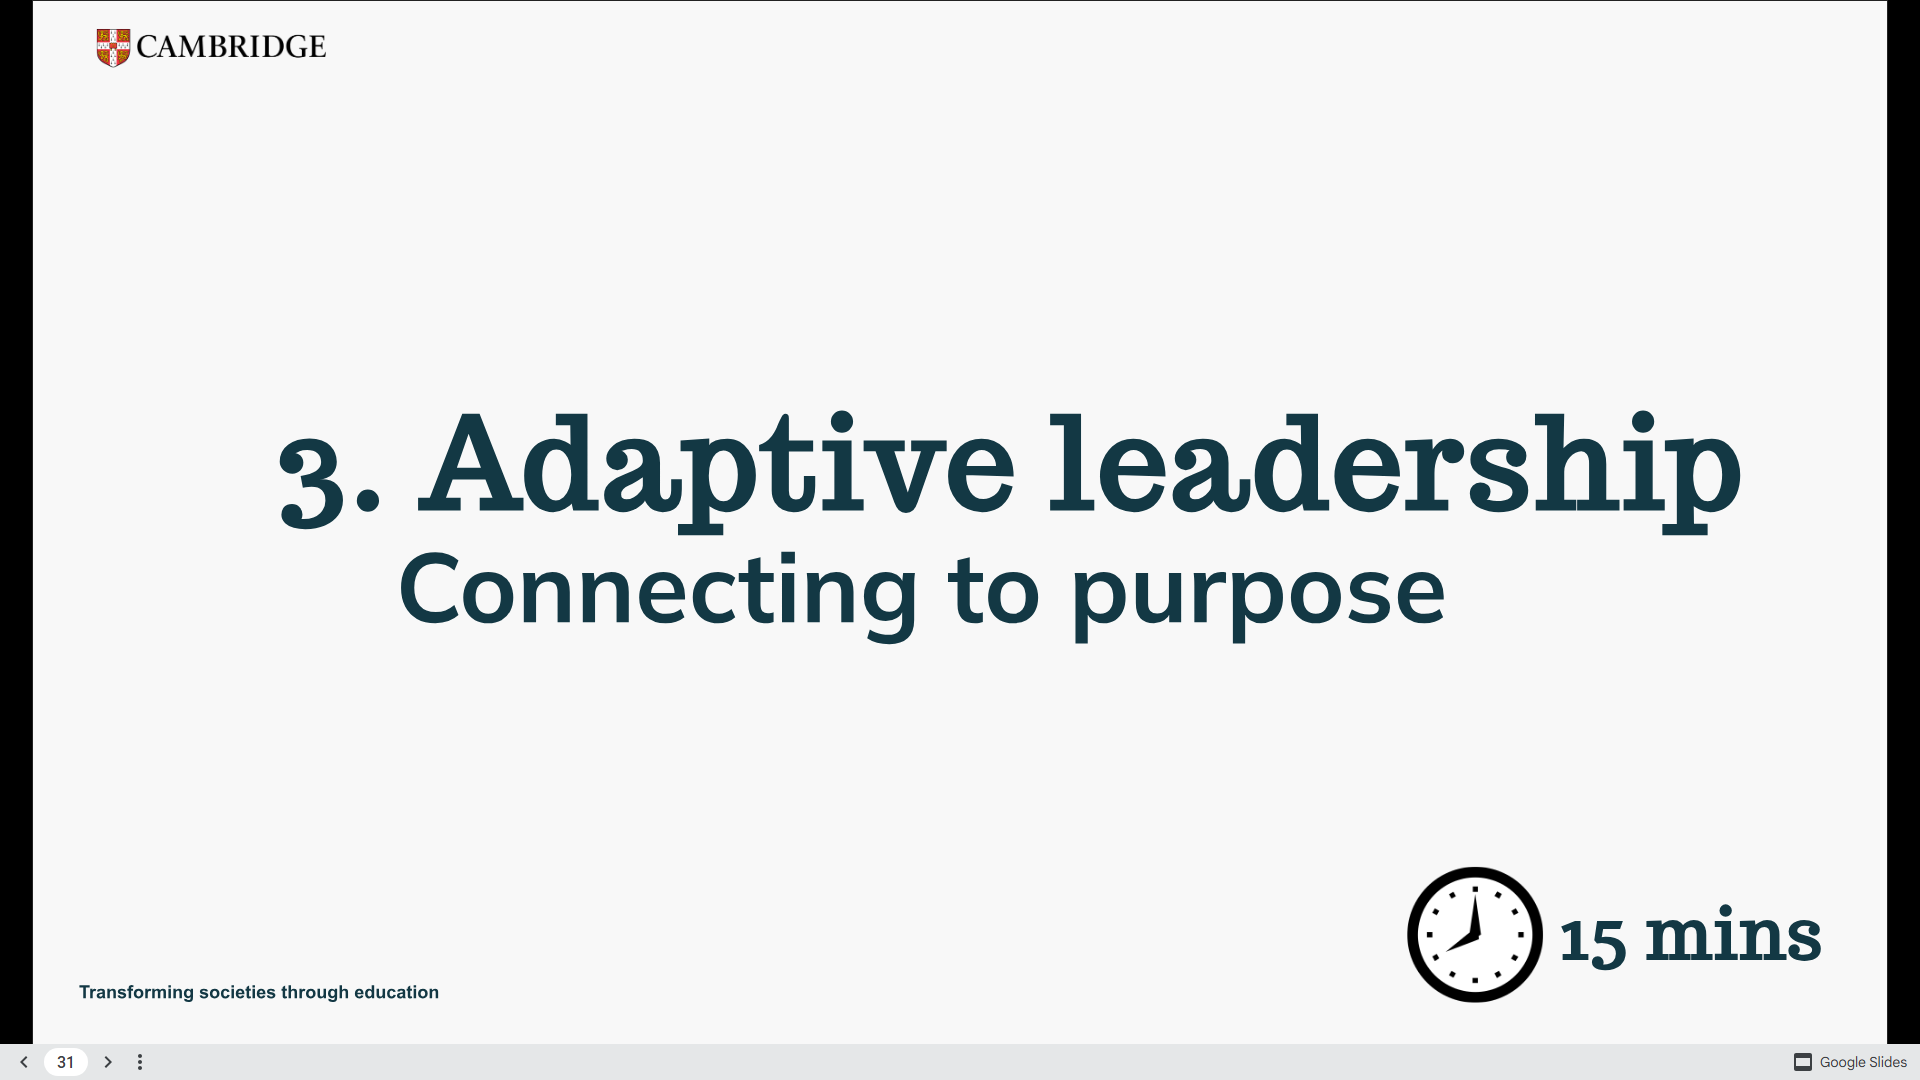 CAMBRIDGE
3. Adaptive leadership
Connecting to purpose
15 mins
Transforming societies through education
31
Google Slides